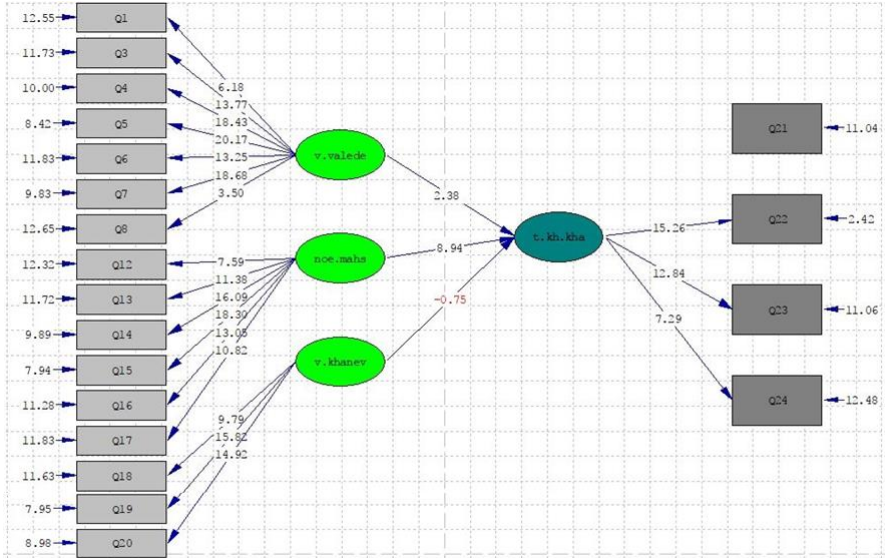 12.55 Q1
11.73 Q3
10.00 Q4
8.42 Q5
11.83 Q6
9.83 Q7
12.65 Q8
12.32 Q12
11.72 Q13
9.89 Q14
7.94 Q15
11.28 Q16
11.83 Q17
11.63 Q18
7.95 Q19
8.98 Q20
6.18
13.77
18.43
20.17
13.25
18.68
3.50
7.59
11.38
16.09
18.30
13.05
10.82
9.79
15.82
14.92
v.valede
noe.mahs
v.khanev
2.38
8.94
-0.75
t.kh.kha
15.26
12.84
7.29
Q21 11.04
Q22 2.42
Q23 11.06
Q24 12.48